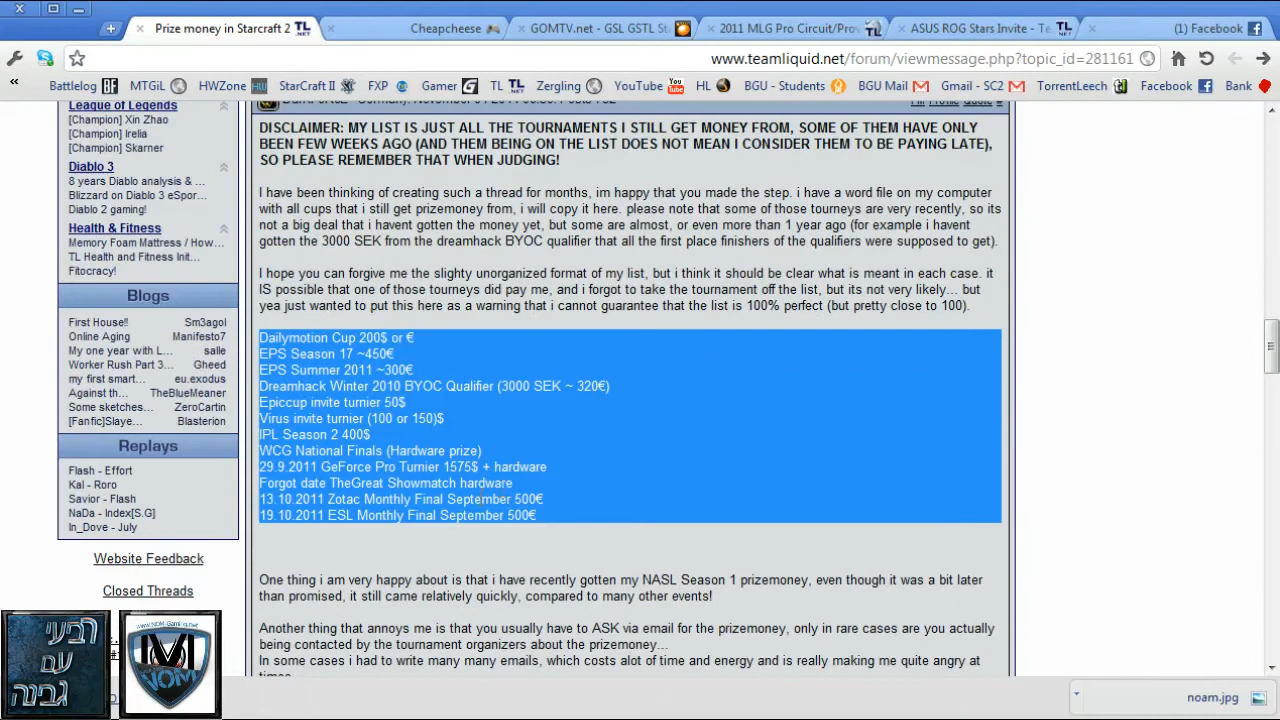 Prize money in Starcraft 2
Cheapcheese
GOMTV.net - GSL GSTL St
2011 MLG Pro Circuit/Prov
ASUS ROG Stars Invite - Te
(1) Facebook
www.teamliquid.net/forum/viewmessage.php?topic_id=281161
Battlelog
MTGiL
HWZone
StarCraft II
FXP
Gamer
TL
Zergling
YouTube
HL
BGU - Students
BGU Mail
Gmail - SC2
TorrentLeech
Facebook
Bank
League of Legends
[Champion] Xin Zhao
[Champion] Irelia
[Champion] Skarner
Diablo 3
8 years Diablo analysis & ...
Blizzard on Diablo 3 eSpor...
Diablo 2 gaming!
Health & Fitness
Memory Foam Mattress / How...
TL Health and Fitness Init...
Fitocracy!
Blogs
First House!! Sm3agol
Online Aging Manifesto7
My one year with L... salle
Worker Rush Part 3... Gheed
my first smart... eu.exodus
Against th... TheBlueMeaner
Some sketches... ZeroCartin
[Fanfic]Slaye... Blasterion
Replays
Flash - Effort
Kal - Roro
Savior - Flash
NaDa - Index[S.G]
In_Dove - July
Website Feedback
Closed Threads
DISCLAIMER: MY LIST IS JUST ALL THE TOURNAMENTS I STILL GET MONEY FROM, SOME OF THEM HAVE ONLY
BEEN FEW WEEKS AGO (AND THEM BEING ON THE LIST DOES NOT MEAN I CONSIDER THEM TO BE PAYING LATE),
SO PLEASE REMEMBER THAT WHEN JUDGING!
I have been thinking of creating such a thread for months, im happy that you made the step. i have a word file on my computer
with all cups that i still get prizemoney from, i will copy it here. please note that some of those tourneys are very recently, so its
not a big deal that i havent gotten the money yet, but some are almost, or even more than 1 year ago (for example i havent
gotten the 3000 SEK from the dreamhack BYOC qualifier that all the first place finishers of the qualifiers were supposed to get).
I hope you can forgive me the slighty unorganized format of my list, but i think it should be clear what is meant in each case. it
IS possible that one of those tourneys did pay me, and i forgot to take the tournament off the list, but its not very likely... but
yea just wanted to put this here as a warning that i cannot guarantee that the list is 100% perfect (but pretty close to 100).
Dailymotion Cup 200$ or €
EPS Season 17 ~450€
EPS Summer 2011 ~300€
Dreamhack Winter 2010 BYOC Qualifier (3000 SEK ~ 320€)
Epiccup invite turnier 50$
Virus invite turnier (100 or 150)$
IPL Season 2 400$
WCG National Finals (Hardware prize)
29.9.2011 GeForce Pro Turnier 1575$ + hardware
Forgot date TheGreat Showmatch hardware
13.10.2011 Zotac Monthly Final September 500€
19.10.2011 ESL Monthly Final September 500€
One thing i am very happy about is that i have recently gotten my NASL Season 1 prizemoney, even though it was a bit later
than promised, it still came relatively quickly, compared to many other events!
Another thing that annoys me is that you usually have to ASK via email for the prizemoney, only in rare cases are you actually
being contacted by the tournament organizers about the prizemoney...
In some cases i had to write many many emails, which costs alot of time and energy and is really making me quite angry at
times
רביעי
עם
גבינה
NOM
noam.jpg